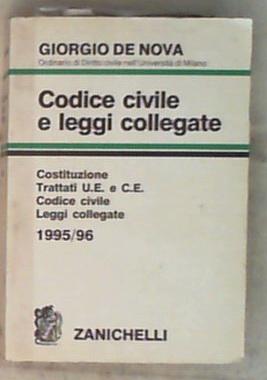 GIORGIO DE NOVA
Ordinario di Diritto civile nell'Università di Milano
Codice civile
e leggi collegate
Costituzione
Trattati U.E. e C.E.
Codice civile
Leggi collegate
1995/96
ZANICHELLI